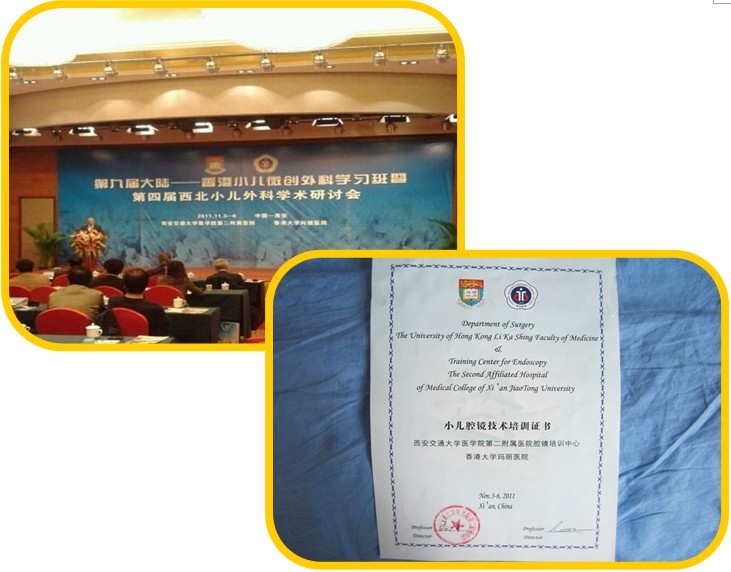 第九届大陆——香港小儿微创外科学习班暨
第四届西北小儿外科学术研讨会
2011.11.3-6 中国-西安
西安交通大学医学院第二附属医院 香港大学玛丽医院
Department of Surgery
The University of Hong Kong Li Ka Shing Faculty of Medicine
&
Training Center for Endoscopy
The Second Affiliated Hospital
of Medical College of Xi'an JiaoTong University
小儿腔镜技术培训证书
西安交通大学医学院第二附属医院腔镜培训中心
香港大学玛丽医院
Nov.3-6, 2011
Xi'an, China
Professor Professor
Director Director